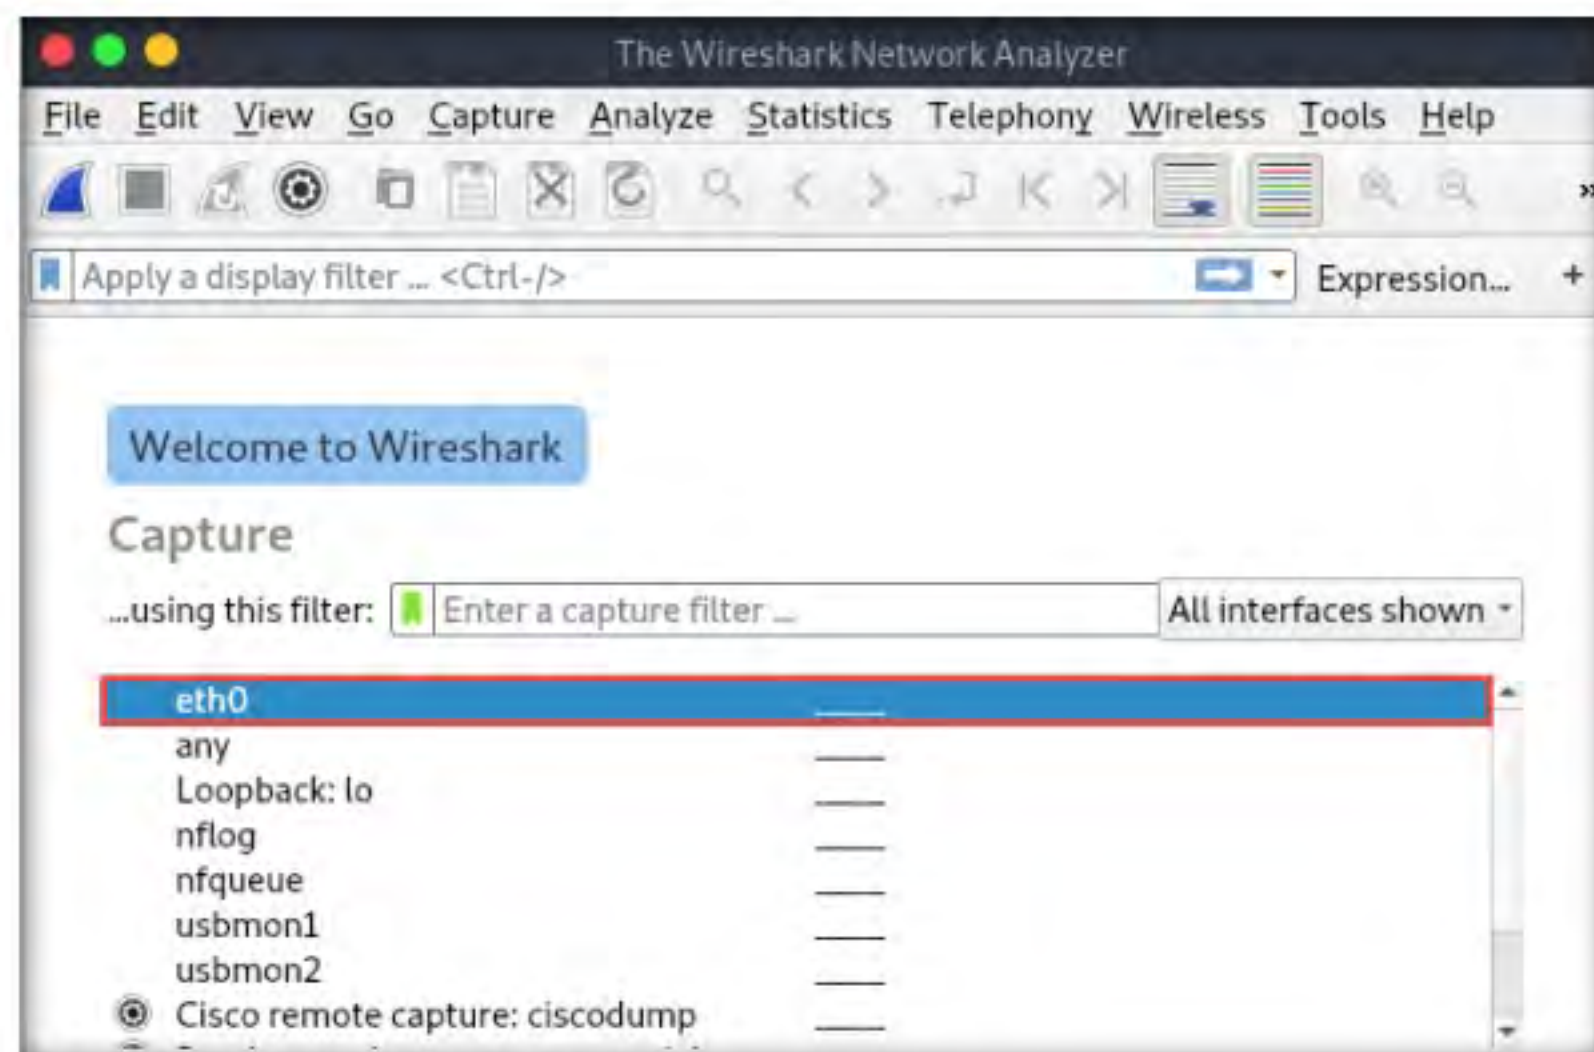 The Wireshark Network Analyzer
File Edit View Go Capture Analyze Statistics Telephony Wireless Tools Help
Apply a display filter ... <Ctrl-/> Expression... +
Welcome to Wireshark
Capture
...using this filter: Enter a capture filter ... All interfaces shown
eth0
any
Loopback: lo
nflog
nfqueue
usbmon1
usbmon2
Cisco remote capture: ciscodump